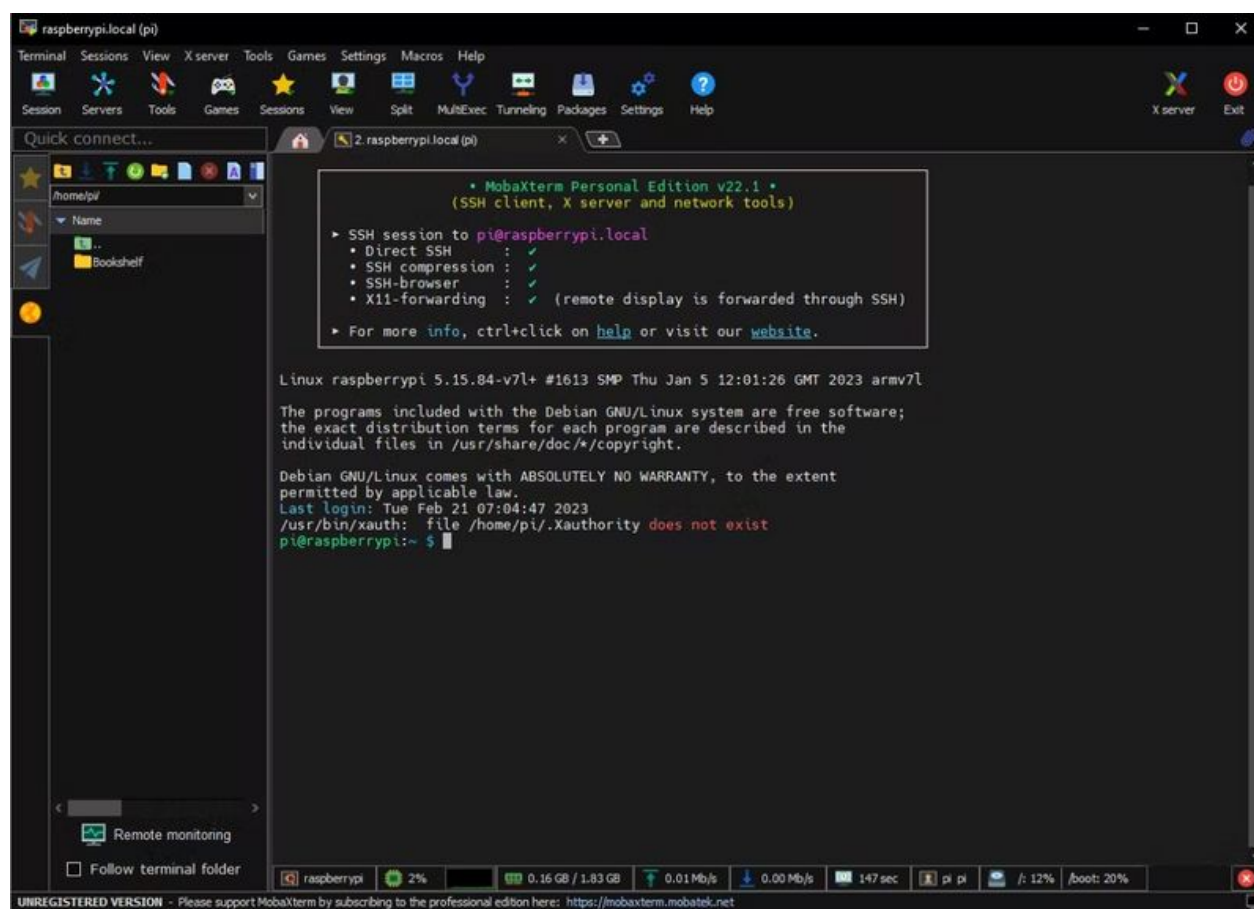 raspberrypi.local (pi)
Terminal Sessions View X server Tools Games Settings Macros Help
Session Servers Tools Games Sessions View Split MultiExec Tunneling Packages Settings Help X server Exit
Quick connect... 2. raspberrypi.local (pi)
/home/pi/
Name
..
Bookshelf
• MobaXterm Personal Edition v22.1 •
(SSH client, X server and network tools)
► SSH session to pi@raspberrypi.local
• Direct SSH : ✓
• SSH compression : ✓
• SSH-browser : ✓
• X11-forwarding : ✓ (remote display is forwarded through SSH)
► For more info, ctrl+click on help or visit our website.
Linux raspberrypi 5.15.84-v7l+ #1613 SMP Thu Jan 5 12:01:26 GMT 2023 armv7l
The programs included with the Debian GNU/Linux system are free software;
the exact distribution terms for each program are described in the
individual files in /usr/share/doc/*/copyright.
Debian GNU/Linux comes with ABSOLUTELY NO WARRANTY, to the extent
permitted by applicable law.
Last login: Tue Feb 21 07:04:47 2023
/usr/bin/xauth: file /home/pi/.Xauthority does not exist
pi@raspberrypi:~ $
Remote monitoring
Follow terminal folder
raspberrypi 2% 0.16 GB / 1.83 GB 0.01 Mb/s 0.00 Mb/s 147 sec pi pi /: 12% /boot: 20%
UNREGISTERED VERSION - Please support MobaXterm by subscribing to the professional edition here: https://mobaxterm.mobatek.net